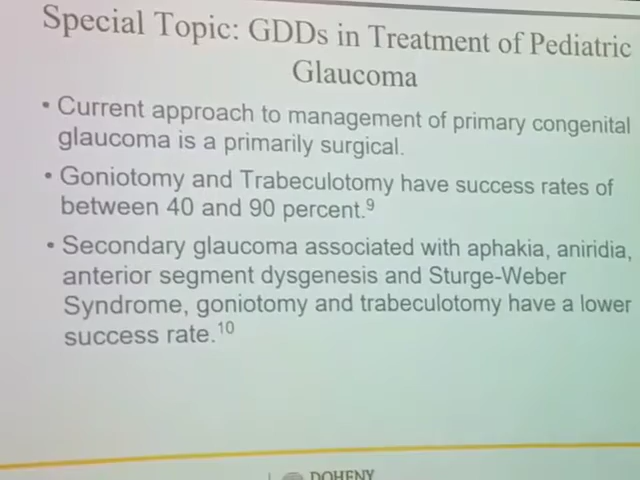 Special Topic: GDDs in Treatment of Pediatric
Glaucoma
• Current approach to management of primary congenital
glaucoma is a primarily surgical.
• Goniotomy and Trabeculotomy have success rates of
between 40 and 90 percent.9
• Secondary glaucoma associated with aphakia, aniridia,
anterior segment dysgenesis and Sturge-Weber
Syndrome, goniotomy and trabeculotomy have a lower
success rate.10
DOHENY